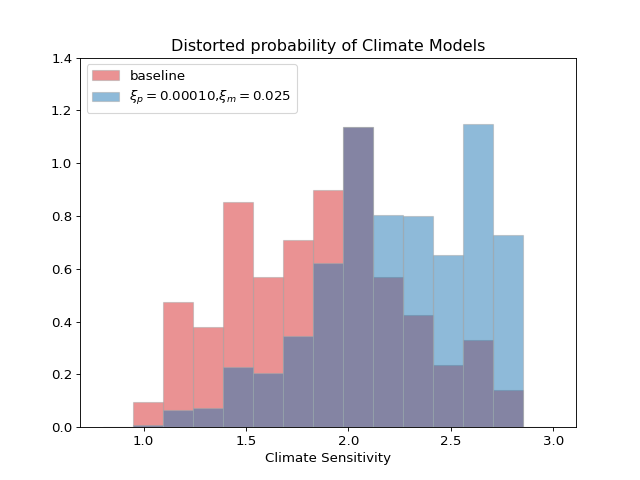 Distorted probability of Climate Models
baseline
ξp = 0.00010,ξm = 0.025
1.4
1.2
1.0
0.8
0.6
0.4
0.2
0.0
1.0 1.5 2.0 2.5 3.0
Climate Sensitivity